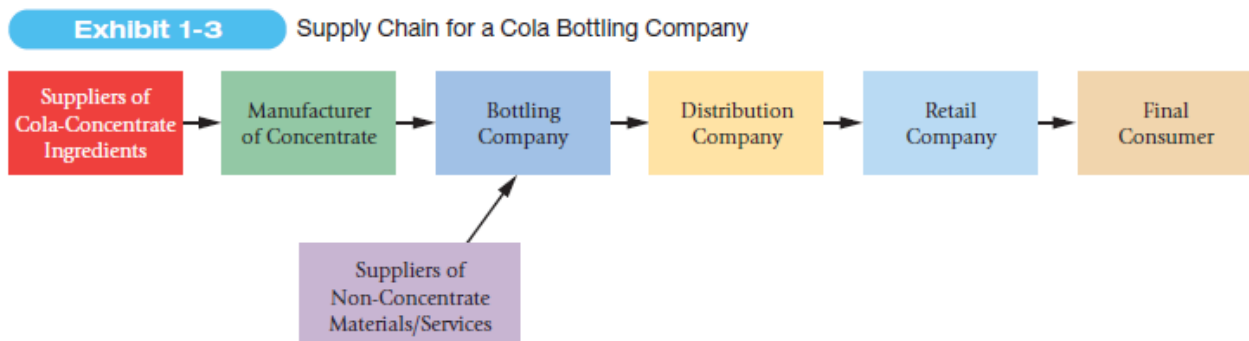 Exhibit 1-3
Supply Chain for a Cola Bottling Company
Suppliers of
Cola-Concentrate
Ingredients
Manufacturer
of Concentrate
Bottling
Company
Distribution
Company
Retail
Company
Final
Consumer
Suppliers of
Non-Concentrate
Materials/Services